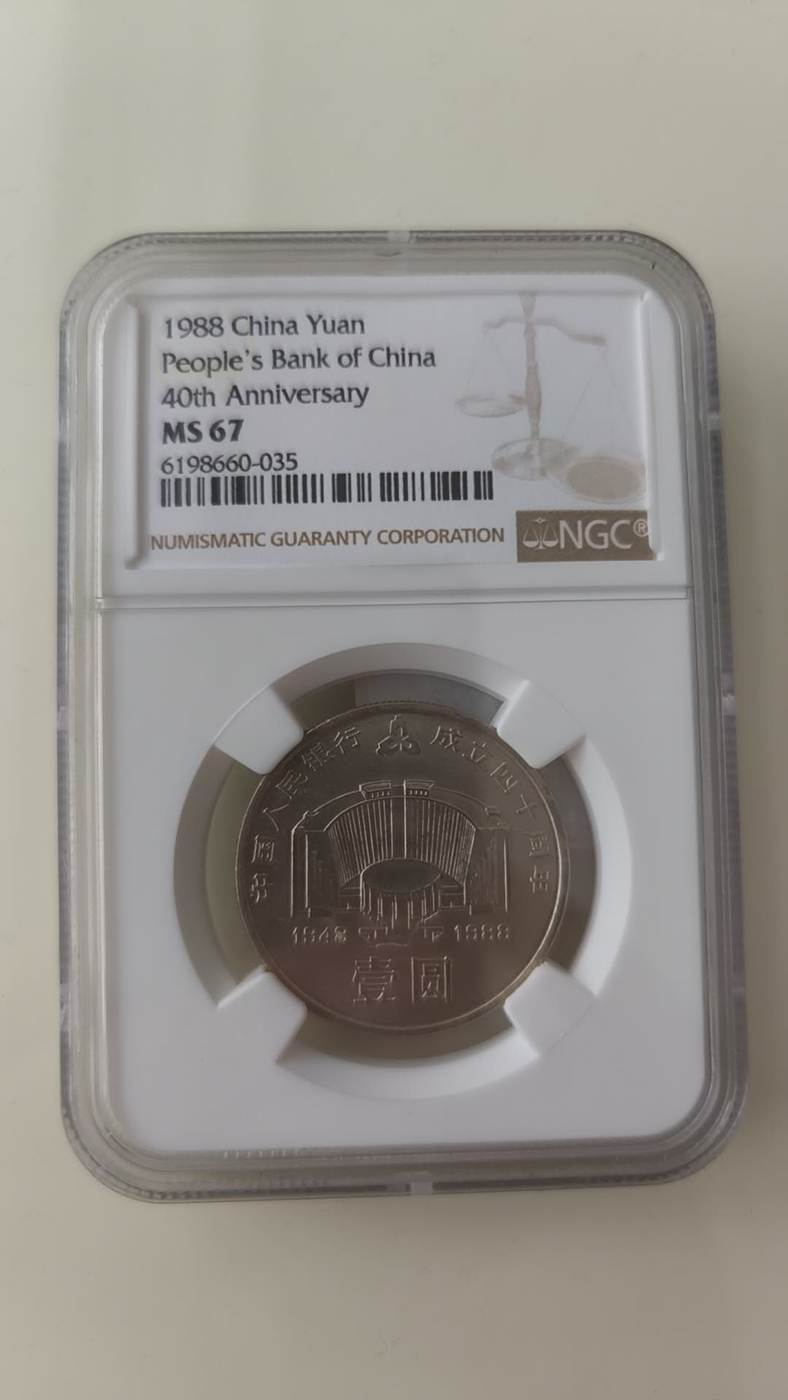 1988 China Yuan
People's Bank of China
40th Anniversary
MS 67
6198660-035
NUMISMATIC GUARANTY CORPORATION
NGC®
中国人民银行 成立四十周年
1948 1988
壹圆